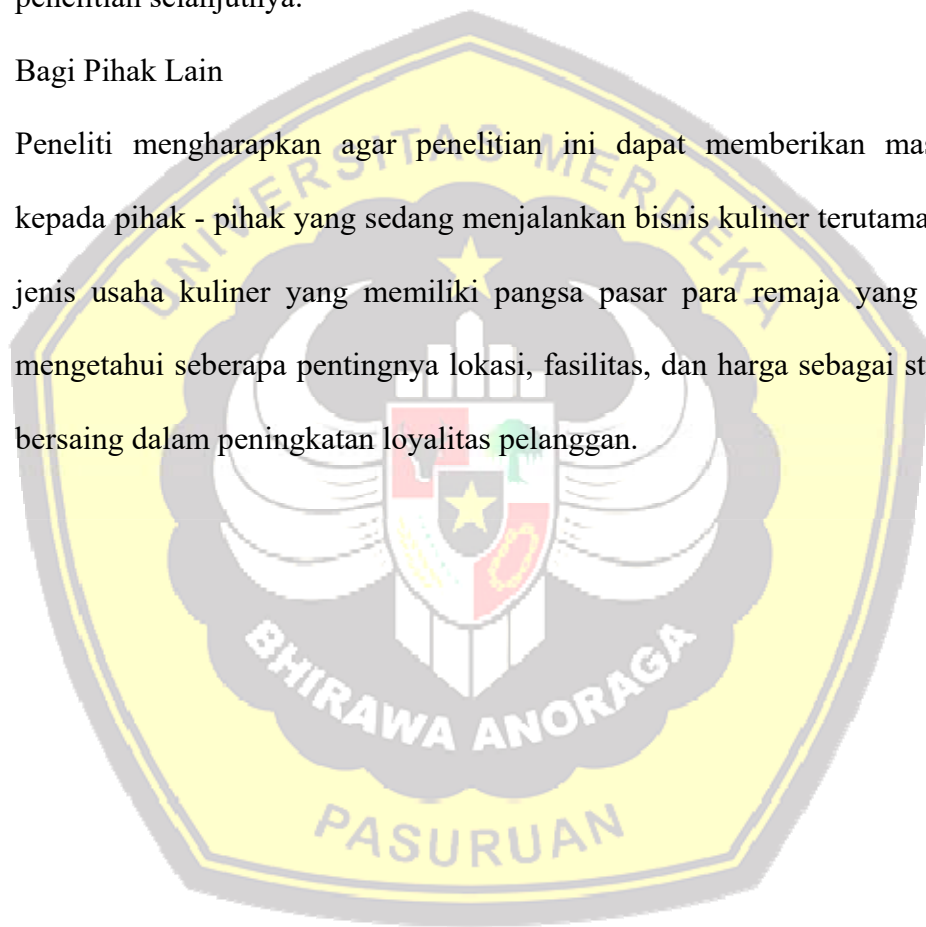 penelitian selanjutnya.
Bagi Pihak Lain
Peneliti mengharapkan agar penelitian ini dapat memberikan
kepada pihak - pihak yang sedang menjalankan bisnis kuliner terutama
jenis usaha kuliner yang memiliki pangsa pasar para remaja yang
mengetahui seberapa pentingnya lokasi, fasilitas, dan harga sebagai
bersaing dalam peningkatan loyalitas pelanggan.
UNIVERSITAS MERDEKA
BHIRAWA ANORAGA
PASURUAN